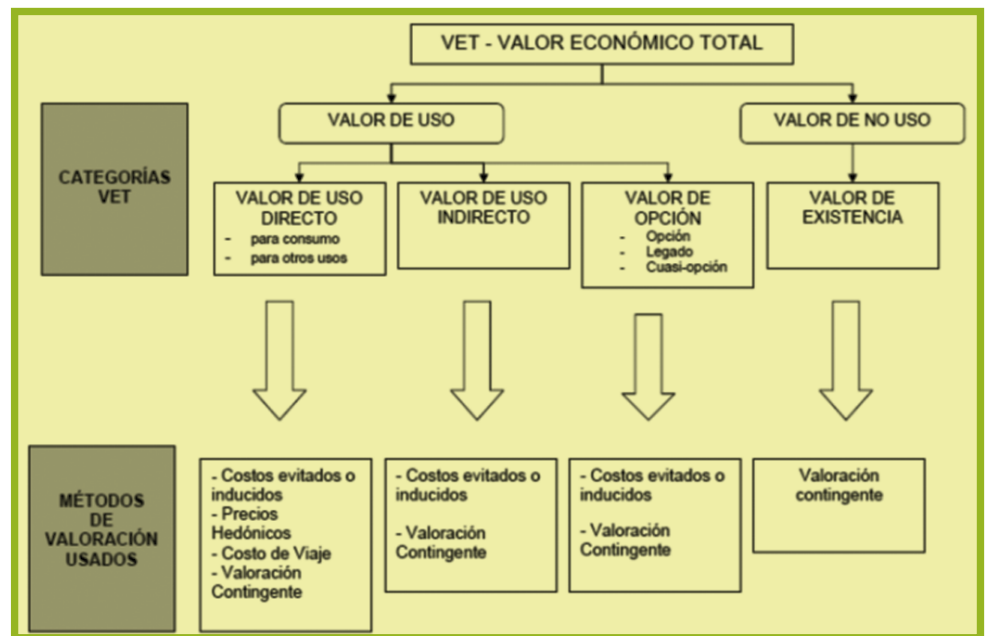 VET - VALOR ECONÓMICO TOTAL
VALOR DE USO
VALOR DE NO USO
CATEGORÍAS
VET
VALOR DE USO
DIRECTO
- para consumo
- para otros usos
VALOR DE USO
INDIRECTO
VALOR DE
OPCIÓN
- Opción
- Legado
- Cuasi-opción
VALOR DE
EXISTENCIA
MÉTODOS
DE
VALORACIÓN
USADOS
- Costos evitados o
inducidos
- Precios
Hedónicos
- Costo de Viaje
- Valoración
Contingente
- Costos evitados o
inducidos
- Valoración
Contingente
- Costos evitados o
inducidos
- Valoración
Contingente
Valoración
contingente